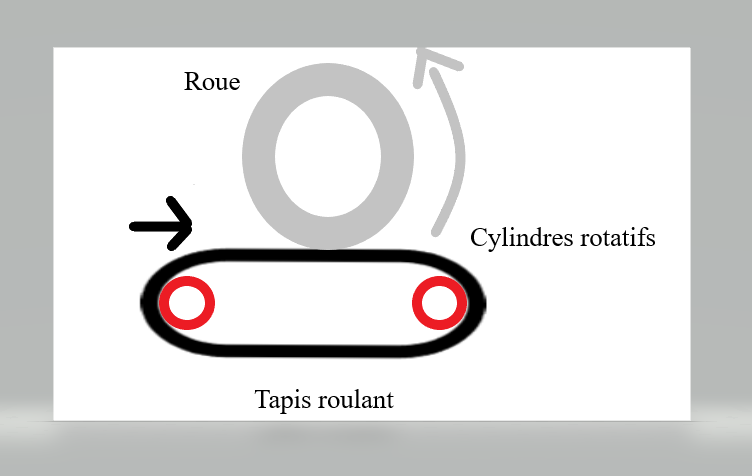 Roue
Cylindres rotatifs
Tapis roulant